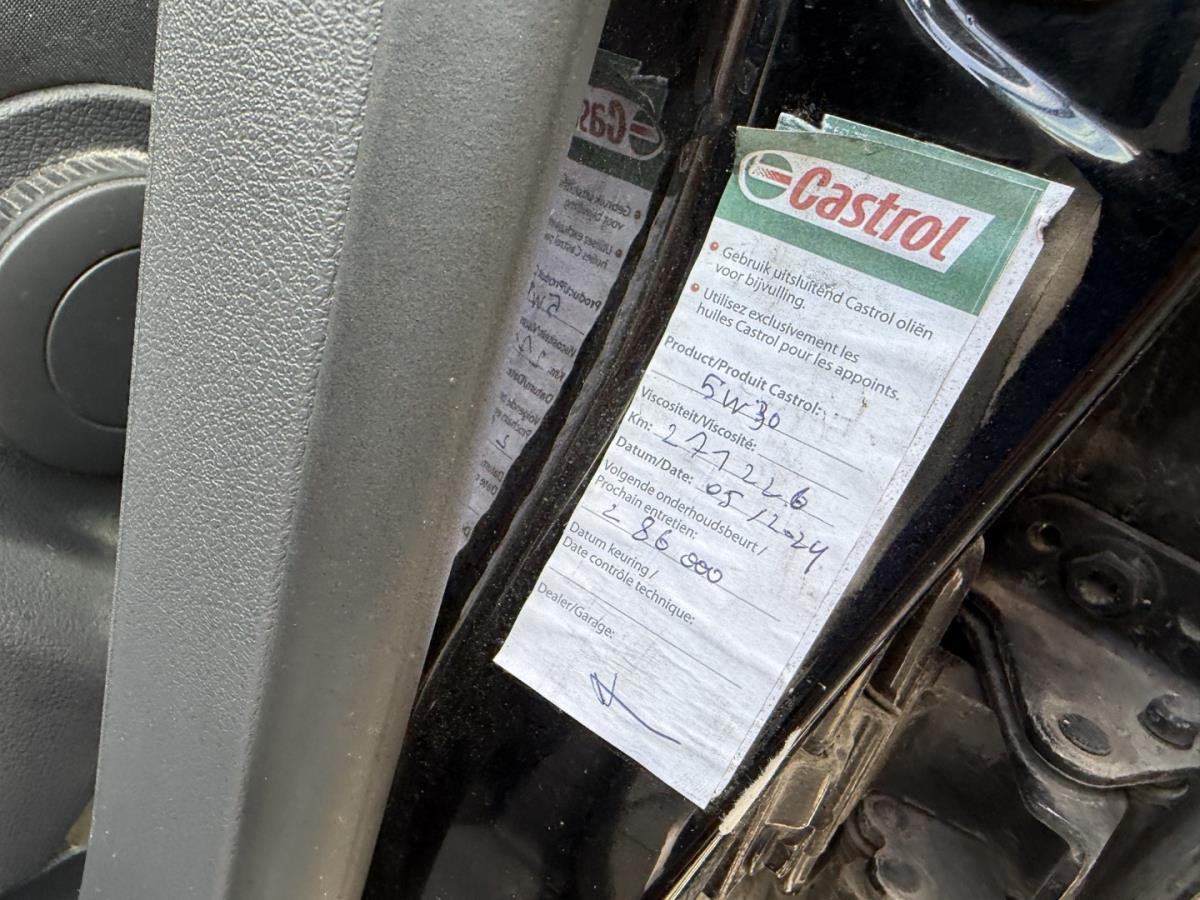 Castrol
• Gebruik uitsluitend Castrol oliën
voor bijvulling.
• Utilisez exclusivement les
huiles Castrol pour les appoints.
Product/Produit Castrol:
5W30
Viscositeit/Viscosité:
Km: 271226
Datum/Date: 05/12-24
Volgende onderhoudsbeurt/
Prochain entretien:
286 000
Datum keuring/
Date contrôle technique:
Dealer/Garage: